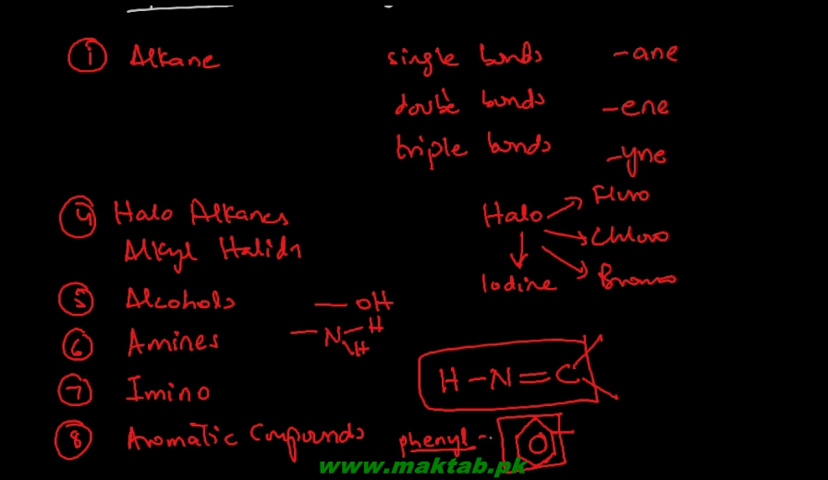 ① Alkane single bonds -ane
double bonds -ene
triple bonds -yne
④ Halo Alkanes Halo Fluro
Alkyl Halids Chloro
Iodine Bromo
⑤ Alcohols — OH
⑥ Amines — N - H
H
⑦ Imino H - N = C
⑧ Aromatic Compounds phenyl
www.maktab.pk